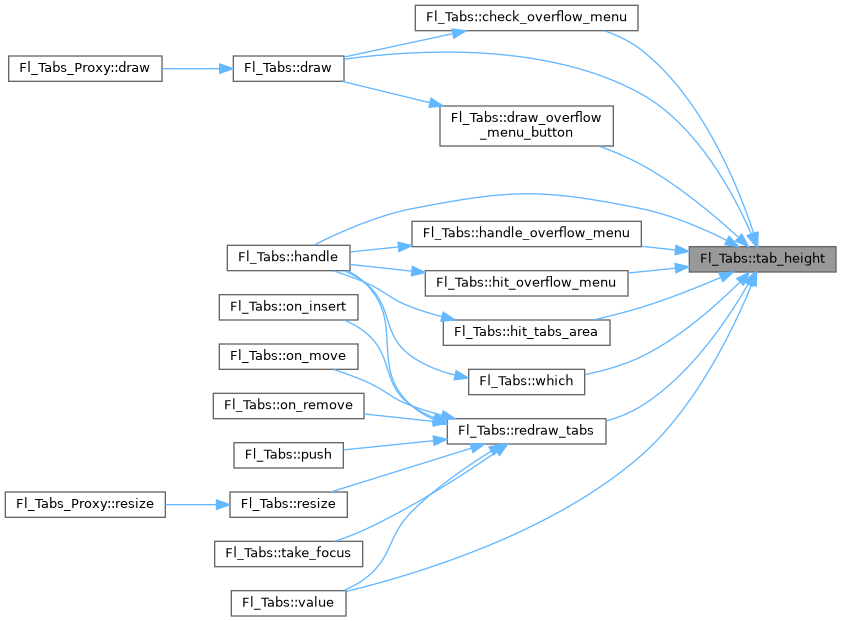 Fl_Tabs::check_overflow_menu
Fl_Tabs_Proxy::draw
Fl_Tabs::draw
Fl_Tabs::draw_overflow
_menu_button
Fl_Tabs::handle_overflow_menu
Fl_Tabs::handle
Fl_Tabs::tab_height
Fl_Tabs::hit_overflow_menu
Fl_Tabs::on_insert
Fl_Tabs::hit_tabs_area
Fl_Tabs::on_move
Fl_Tabs::which
Fl_Tabs::on_remove
Fl_Tabs::redraw_tabs
Fl_Tabs::push
Fl_Tabs_Proxy::resize
Fl_Tabs::resize
Fl_Tabs::take_focus
Fl_Tabs::value